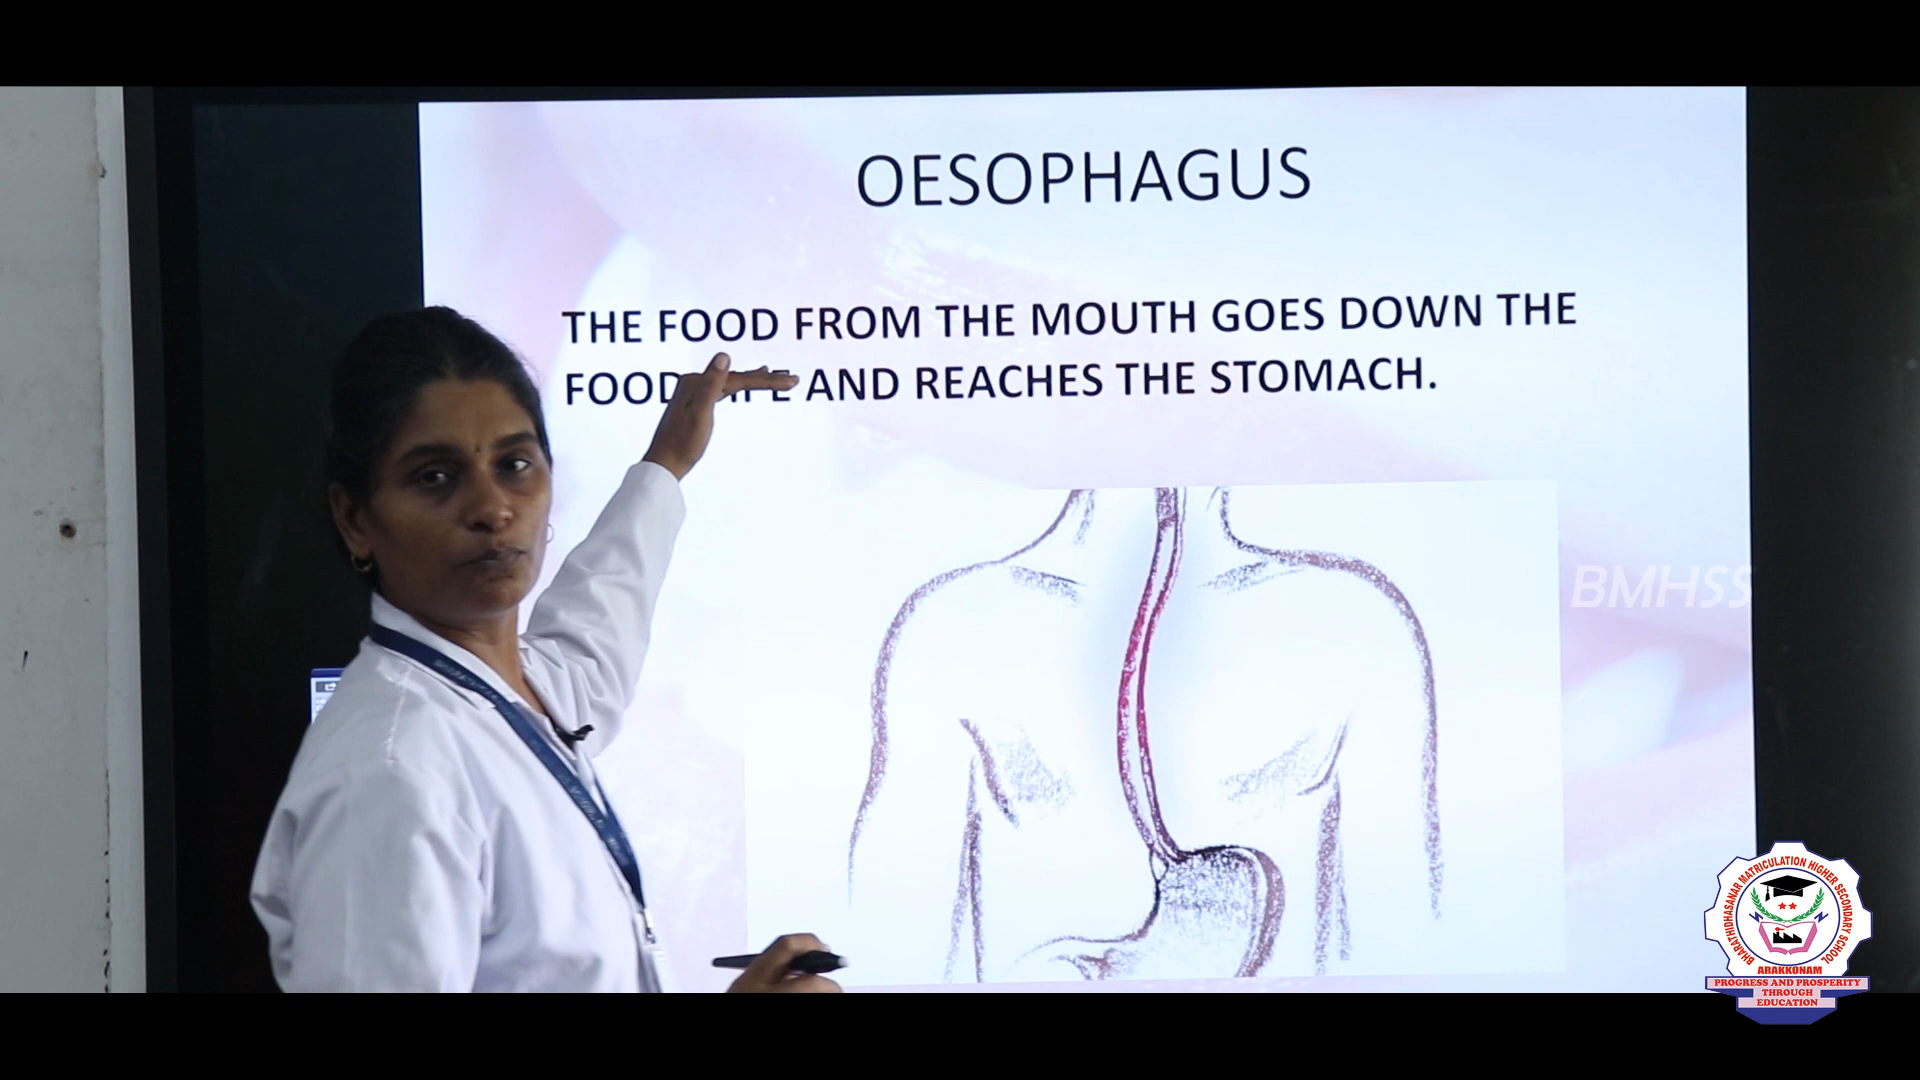 OESOPHAGUS
THE FOOD FROM THE MOUTH GOES DOWN THE
FOOD PIPE AND REACHES THE STOMACH.
BMHSS
BHARATHIDHASANAR MATRICULATION HIGHER SECONDARY SCHOOL
ARAKKONAM
PROGRESS AND PROSPERITY
THROUGH
EDUCATION